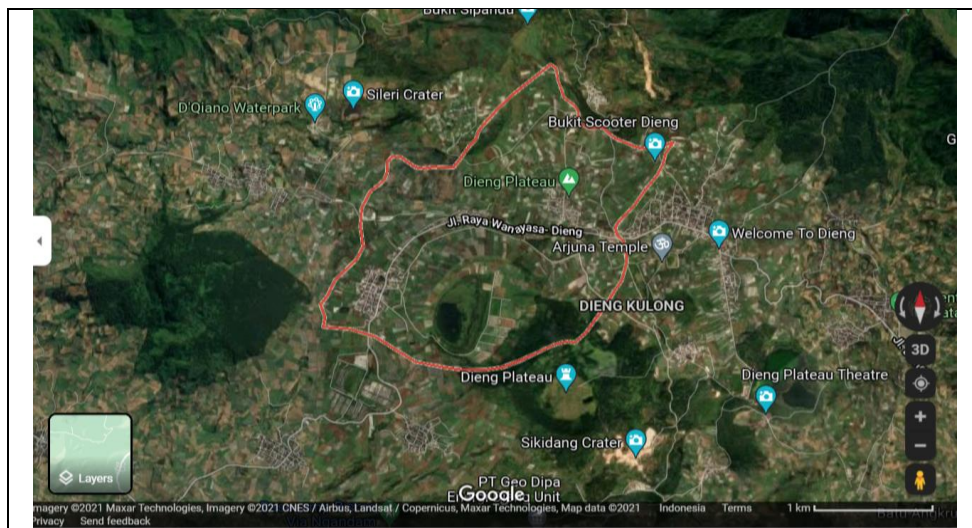 Bukit Sipandu
Sileri Crater
D'Qiano Waterpark
Bukit Scooter Dieng
Dieng Plateau
Jl. Raya Wanayasa- Dieng
Welcome To Dieng
Arjuna Temple
DIENG KULONG
3D
Dieng Plateau
Dieng Plateau Theatre
Sikidang Crater
Layers
PT Geo Dipa
Unit
Google
magery ©2021 Maxar Technologies, Imagery ©2021 CNES / Airbus, Landsat / Copernicus, Maxar Technologies, Map data ©2021 Indonesia Terms 1 km
Privacy Send feedback